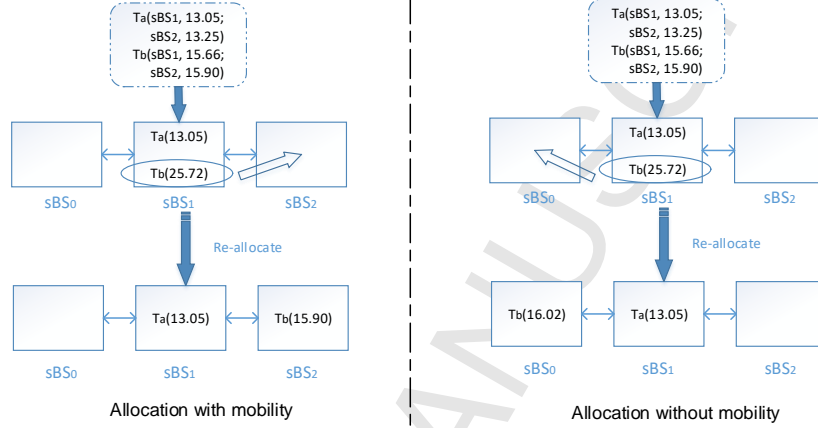 Ta(sBS1, 13.05;
sBS2, 13.25)
Tb(sBS1, 15.66;
sBS2, 15.90)
Ta(13.05)
Tb(25.72)
sBS0
sBS1
sBS2
Re-allocate
Ta(13.05)
Tb(15.90)
sBS0
sBS1
sBS2
Allocation with mobility
Ta(sBS1, 13.05;
sBS2, 13.25)
Tb(sBS1, 15.66;
sBS2, 15.90)
Ta(13.05)
Tb(25.72)
sBS0
sBS1
sBS2
Re-allocate
Tb(16.02)
Ta(13.05)
sBS0
sBS1
sBS2
Allocation without mobility